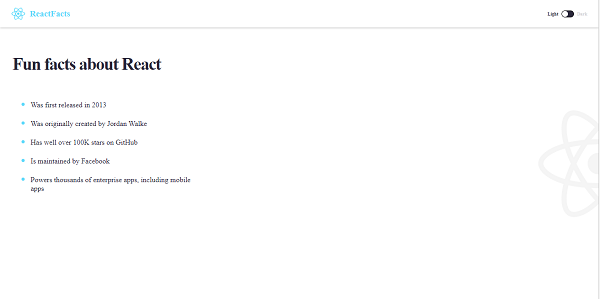 ReactFacts
Light Dark
Fun facts about React
Was first released in 2013
Was originally created by Jordan Walke
Has well over 100K stars on GitHub
Is maintained by Facebook
Powers thousands of enterprise apps, including mobile
apps